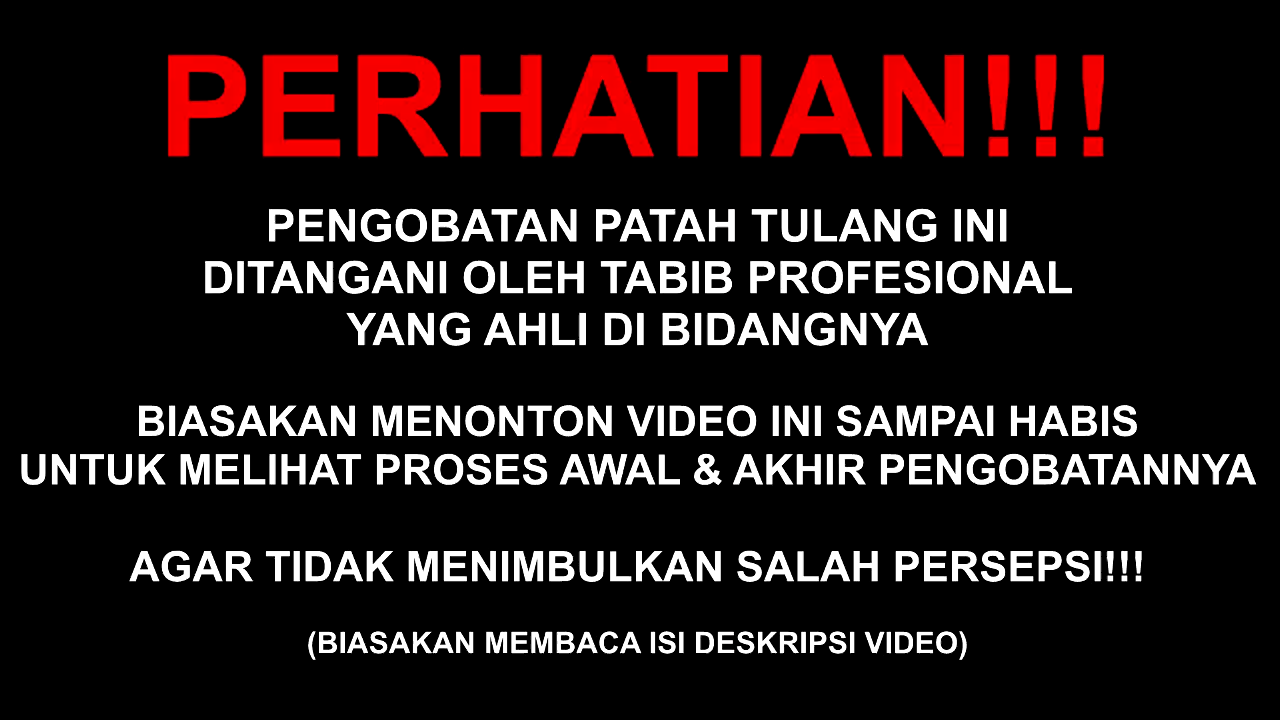 PERHATIAN!!!
PENGOBATAN PATAH TULANG INI
DITANGANI OLEH TABIB PROFESIONAL
YANG AHLI DI BIDANGNYA
BIASAKAN MENONTON VIDEO INI SAMPAI HABIS
UNTUK MELIHAT PROSES AWAL & AKHIR PENGOBATANNYA
AGAR TIDAK MENIMBULKAN SALAH PERSEPSI!!!
(BIASAKAN MEMBACA ISI DESKRIPSI VIDEO)